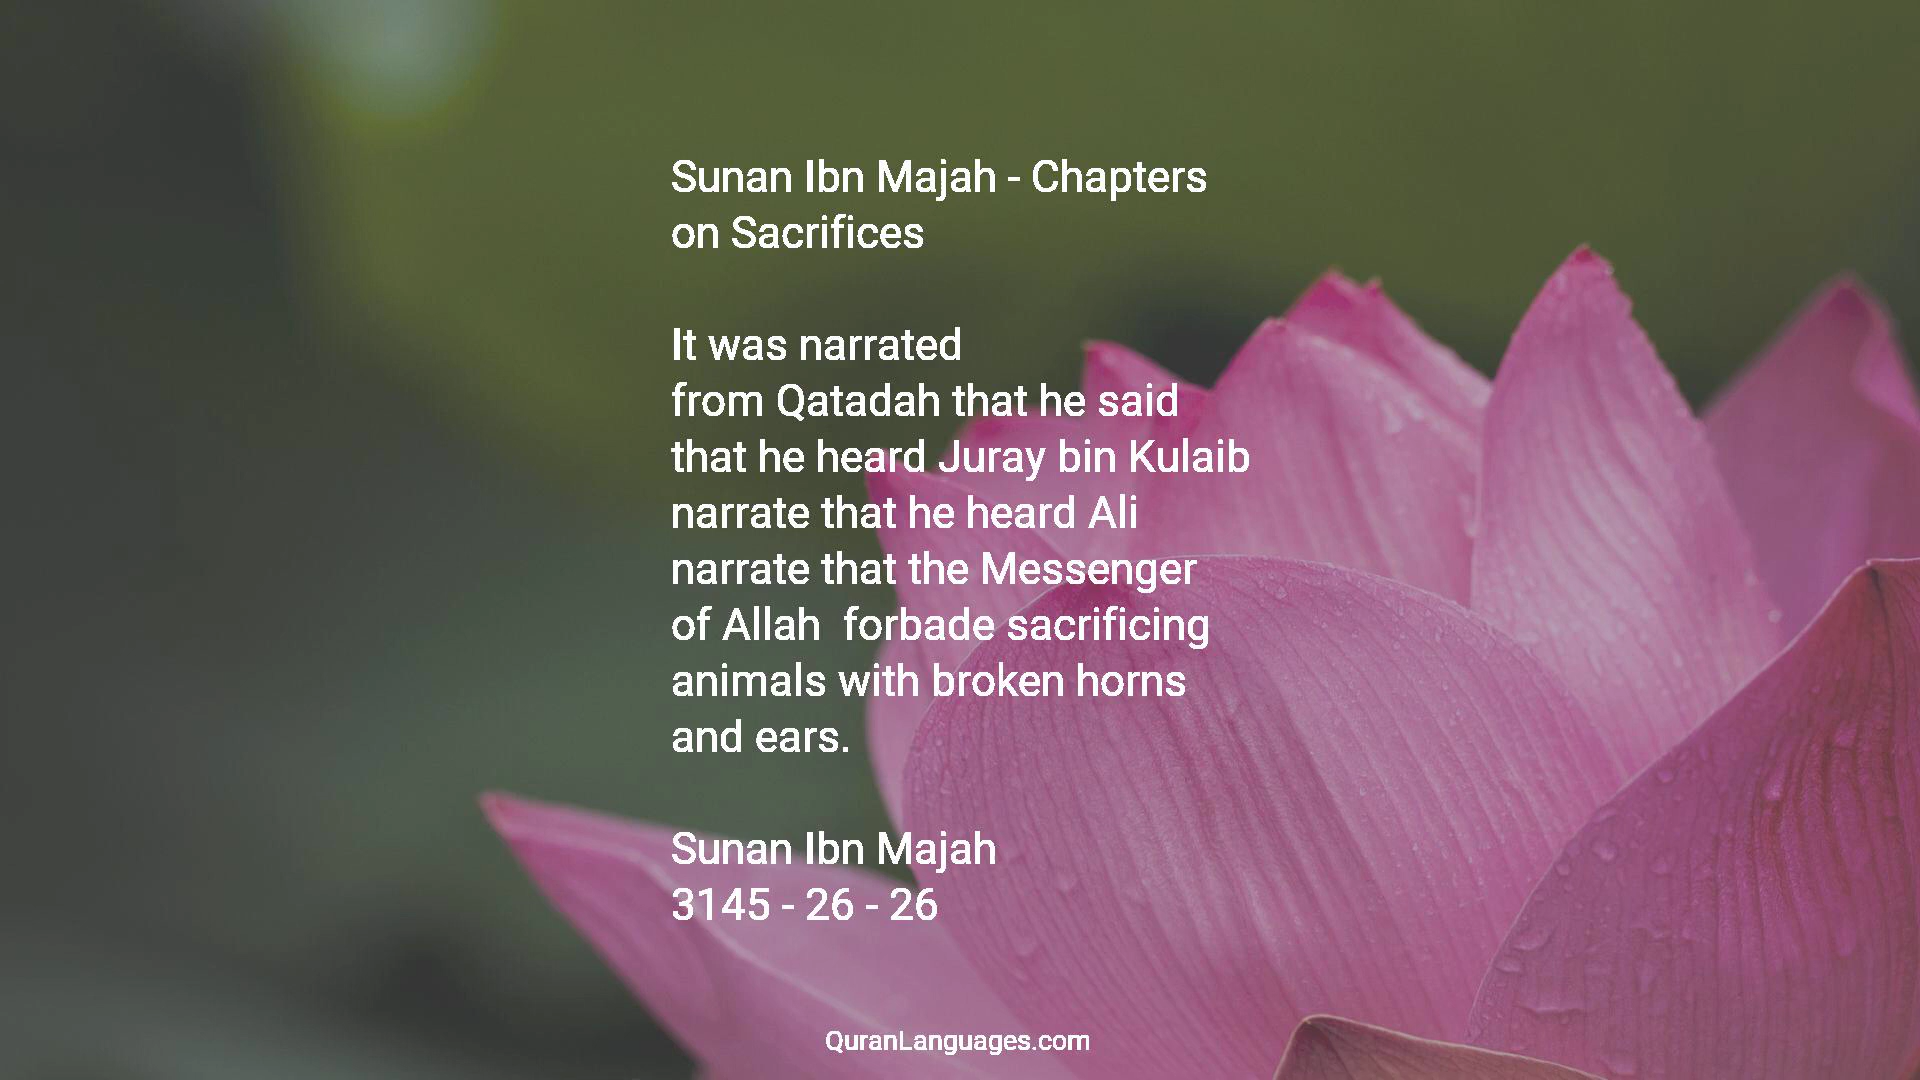 Sunan Ibn Majah - Chapters
on Sacrifices
It was narrated
from Qatadah that he said
that he heard Juray bin Kulaib
narrate that he heard Ali
narrate that the Messenger
of Allah  forbade sacrificing
animals with broken horns
and ears.
Sunan Ibn Majah
3145 - 26 - 26
QuranLanguages.com